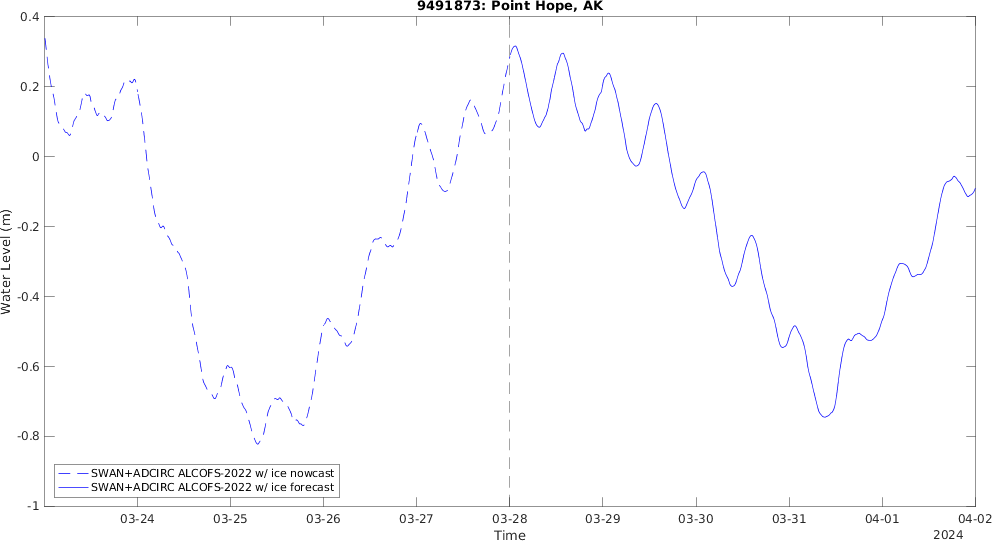 9491873: Point Hope, AK
Water Level (m)
0.4
0.2
0
-0.2
-0.4
-0.6
-0.8
-1
SWAN+ADCIRC ALCOFS-2022 w/ ice nowcast
SWAN+ADCIRC ALCOFS-2022 w/ ice forecast
03-24 03-25 03-26 03-27 03-28 03-29 03-30 03-31 04-01 04-02
Time
2024